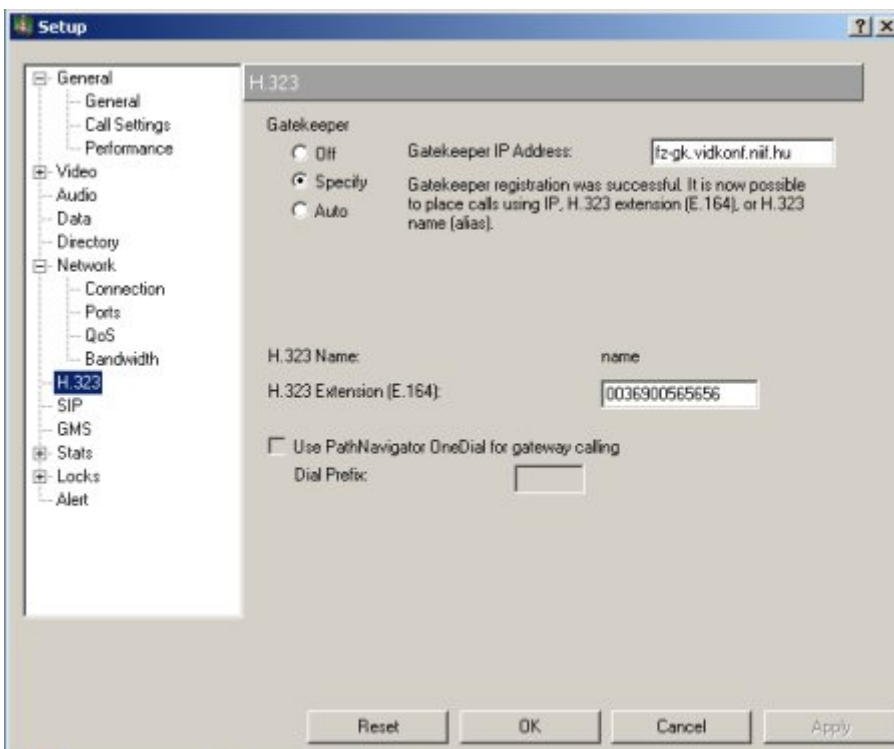 Setup
General
General
Call Settings
Performance
Video
Audio
Data
Directory
Network
Connection
Ports
QoS
Bandwidth
H.323
SIP
GMS
Stats
Locks
Alert
H.323
Gatekeeper
Off
Specify
Auto
Gatekeeper IP Address:
fz-gk.vidkonf.niif.hu
Gatekeeper registration was successful. It is now possible
to place calls using IP, H.323 extension (E.164), or H.323
name (alias).
H.323 Name: name
H.323 Extension (E.164): 0036900565656
Use PathNavigator OneDial for gateway calling
Dial Prefix:
Reset OK Cancel Apply